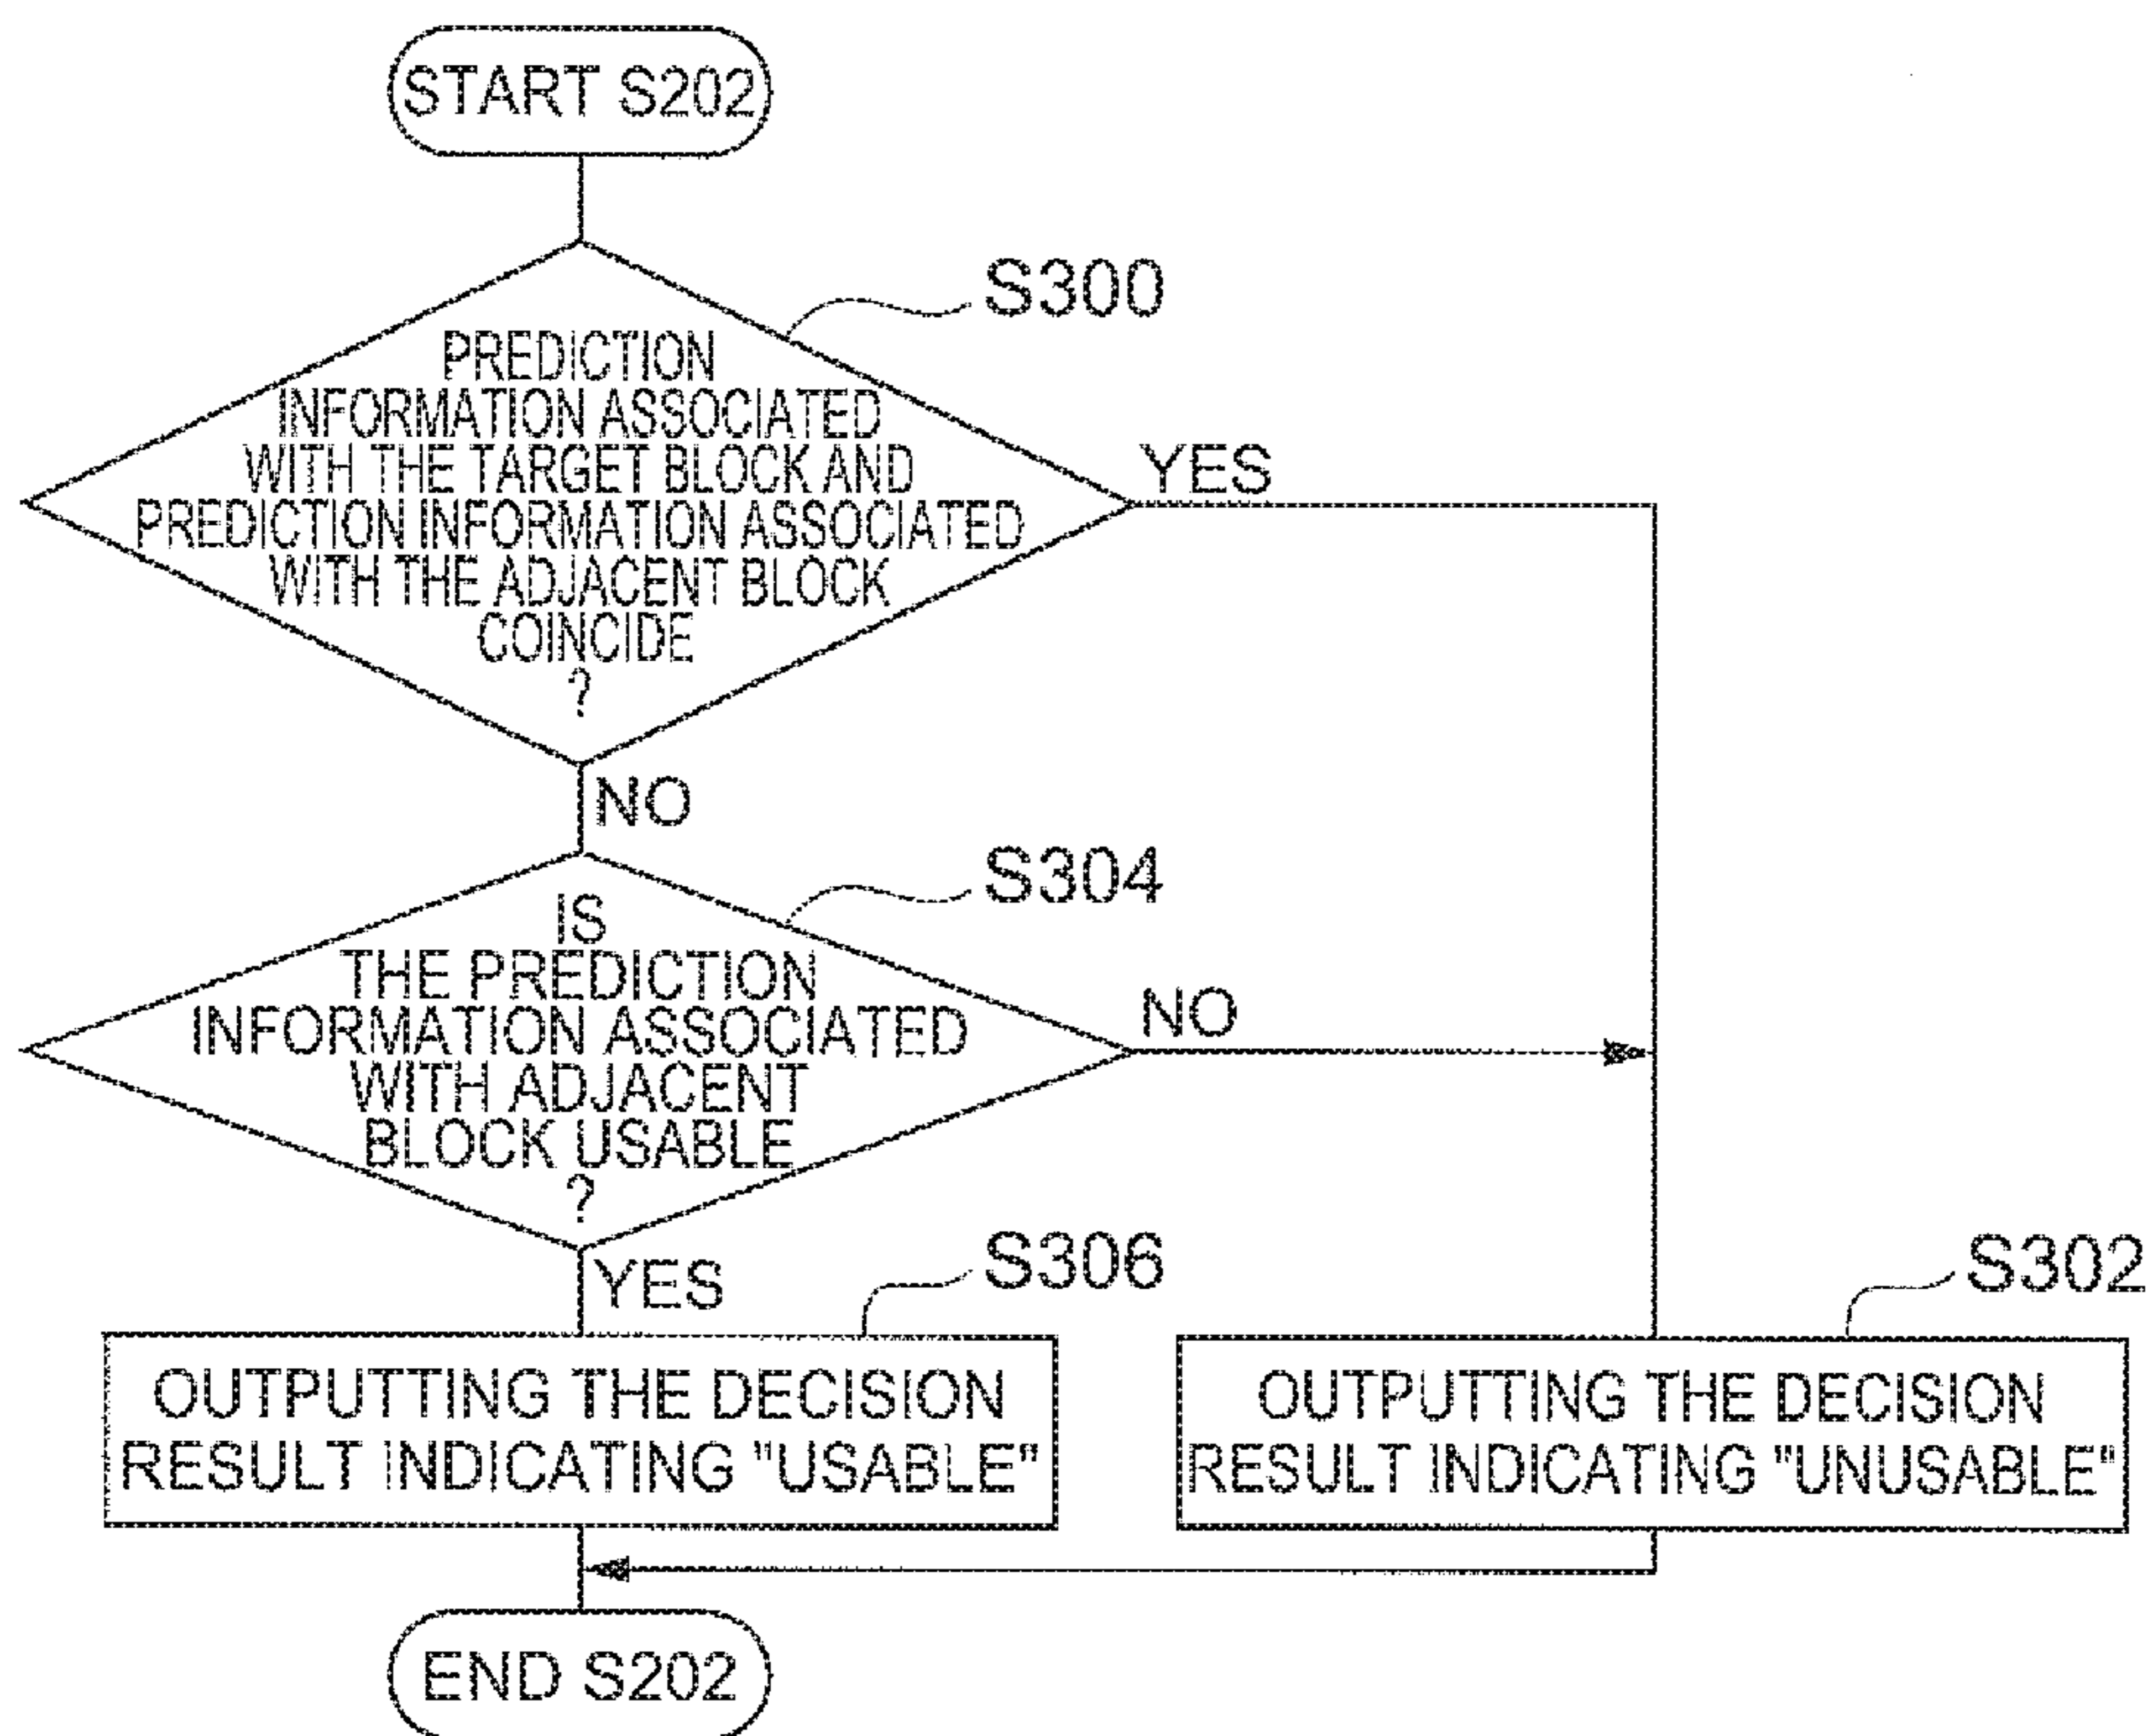 START S202
S300
PREDICTION
INFORMATION ASSOCIATED
WITH THE TARGET BLOCK AND
PREDICTION INFORMATION ASSOCIATED
WITH THE ADJACENT BLOCK
COINCIDE
?
YES
NO
S304
IS
THE PREDICTION
INFORMATION ASSOCIATED
WITH ADJACENT
BLOCK USABLE
?
NO
YES
S306
OUTPUTTING THE DECISION
RESULT INDICATING "USABLE"
S302
OUTPUTTING THE DECISION
RESULT INDICATING "UNUSABLE"
END S202